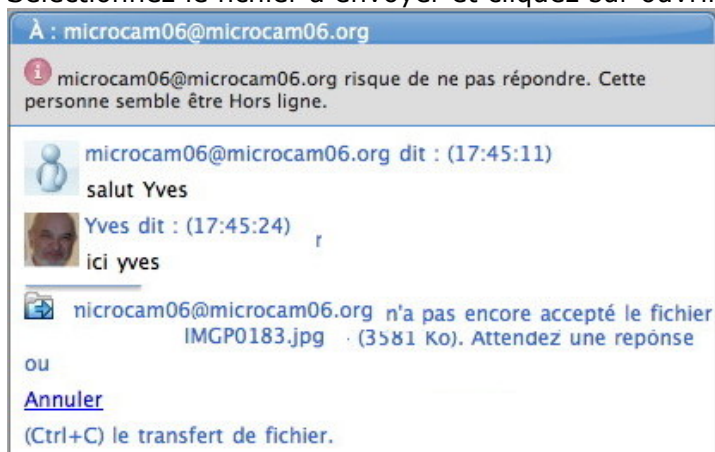 Sélectionnez le fichier à envoyer et cliquez sur ouvrir
À : microcam06@microcam06.org
microcam06@microcam06.org risque de ne pas répondre. Cette
personne semble être Hors ligne.
microcam06@microcam06.org dit : (17:45:11)
salut Yves
Yves dit : (17:45:24)
r
ici yves
nicrocam06@microcam06.org n'a pas encore accepté le fichier
IMGP0183.jpg (3581 Ko). Attendez une reponse
ou
Annuler
(Ctrl+C) le transfert de fichier.